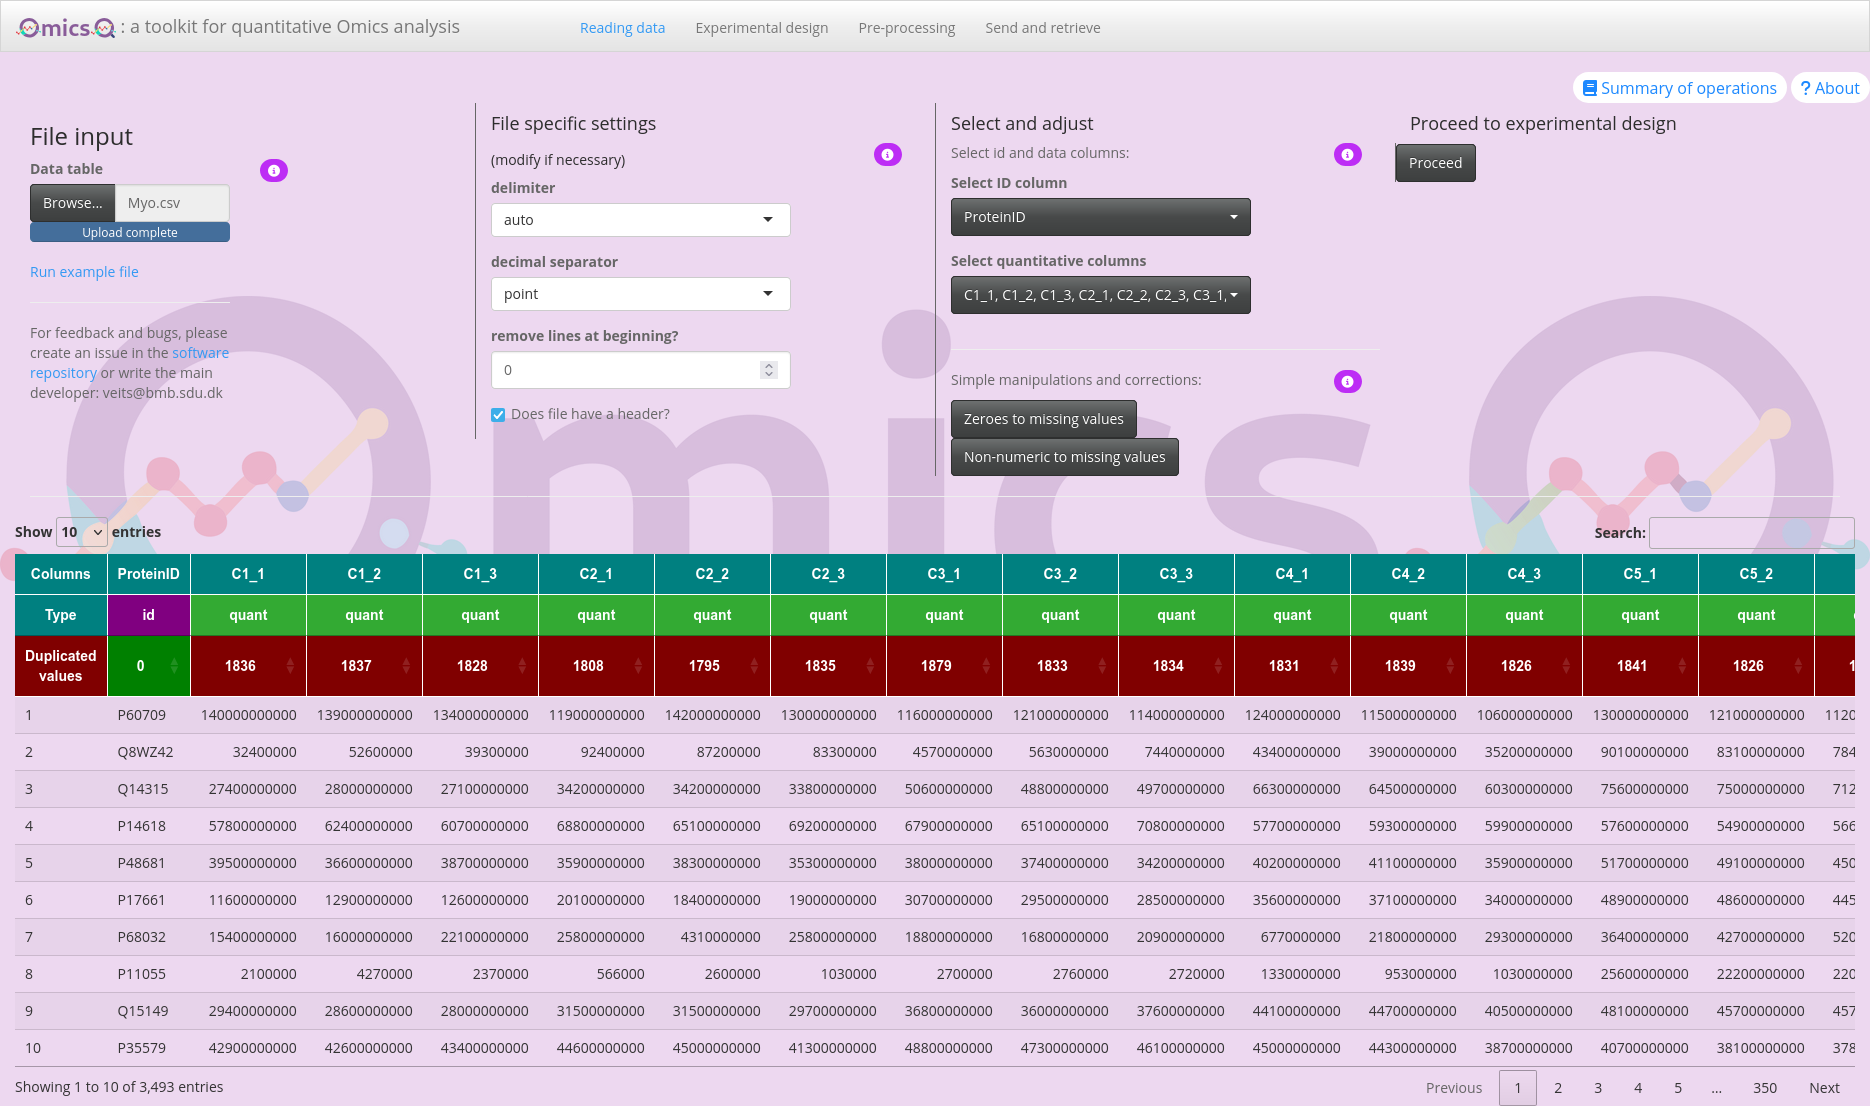 OmicsQ : a toolkit for quantitative Omics analysis Reading data Experimental design Pre-processing Send and retrieve
Summary of operations ? About
File input
Data table
Browse... Myo.csv
Upload complete
Run example file
For feedback and bugs, please
create an issue in the software
repository or write the main
developer: veits@bmb.sdu.dk
File specific settings
(modify if necessary)
delimiter
auto
decimal separator
point
remove lines at beginning?
0
Does file have a header?
Select and adjust
Select id and data columns:
Select ID column
ProteinID
Select quantitative columns
C1_1, C1_2, C1_3, C2_1, C2_2, C2_3, C3_1,
Simple manipulations and corrections:
Zeroes to missing values
Non-numeric to missing values
Proceed to experimental design
Proceed
Omics
Show 10 entries Search:
Columns ProteinID C1_1 C1_2 C1_3 C2_1 C2_2 C2_3 C3_1 C3_2 C3_3 C4_1 C4_2 C4_3 C5_1 C5_2
Type id quant quant quant quant quant quant quant quant quant quant quant quant quant quant
Duplicated values 0 1836 1837 1828 1808 1795 1835 1879 1833 1834 1831 1839 1826 1841 1826 1
1 P60709 140000000000 139000000000 134000000000 119000000000 142000000000 130000000000 116000000000 121000000000 114000000000 124000000000 115000000000 106000000000 130000000000 121000000000 1120
2 Q8WZ42 32400000 52600000 39300000 92400000 87200000 83300000 4570000000 5630000000 7440000000 43400000000 39000000000 35200000000 90100000000 83100000000 784
3 Q14315 27400000000 28000000000 27100000000 34200000000 34200000000 33800000000 50600000000 48800000000 49700000000 66300000000 64500000000 60300000000 75600000000 75000000000 712
4 P14618 57800000000 62400000000 60700000000 68800000000 65100000000 69200000000 67900000000 65100000000 70800000000 57700000000 59300000000 59900000000 57600000000 54900000000 566
5 P48681 39500000000 36600000000 38700000000 35900000000 38300000000 35300000000 38000000000 37400000000 34200000000 40200000000 41100000000 35900000000 51700000000 49100000000 450
6 P17661 11600000000 12900000000 12600000000 20100000000 18400000000 19000000000 30700000000 29500000000 28500000000 35600000000 37100000000 34000000000 48900000000 48600000000 445
7 P68032 15400000000 16000000000 22100000000 25800000000 4310000000 25800000000 18800000000 16800000000 20900000000 6770000000 21800000000 29300000000 36400000000 42700000000 520
8 P11055 2100000 4270000 2370000 566000 2600000 1030000 2700000 2760000 2720000 1330000000 953000000 1030000000 25600000000 22200000000 220
9 Q15149 29400000000 28600000000 28000000000 31500000000 31500000000 29700000000 36800000000 36000000000 37600000000 44100000000 44700000000 40500000000 48100000000 45700000000 457
10 P35579 42900000000 42600000000 43400000000 44600000000 45000000000 41300000000 48800000000 47300000000 46100000000 45000000000 44300000000 38700000000 40700000000 38100000000 378
Showing 1 to 10 of 3,493 entries Previous 1 2 3 4 5 ... 350 Next